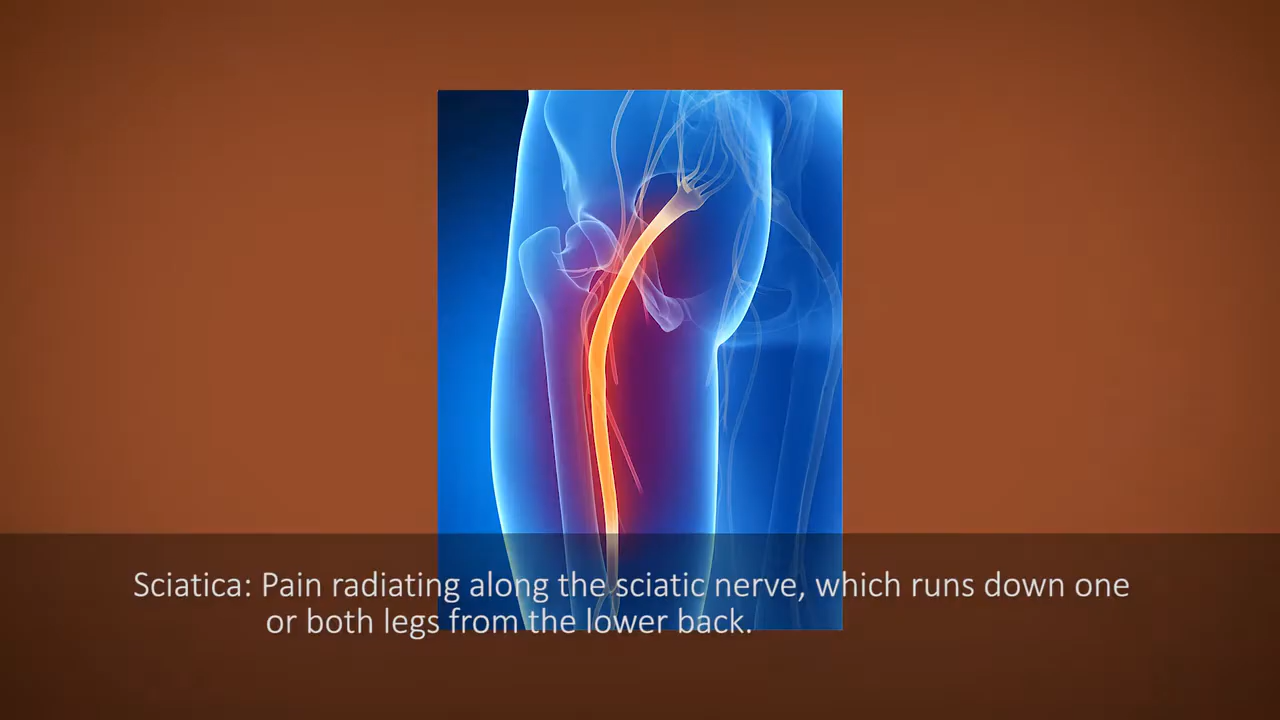 Sciatica: Pain radiating along the sciatic nerve, which runs down one
or both legs from the lower back.